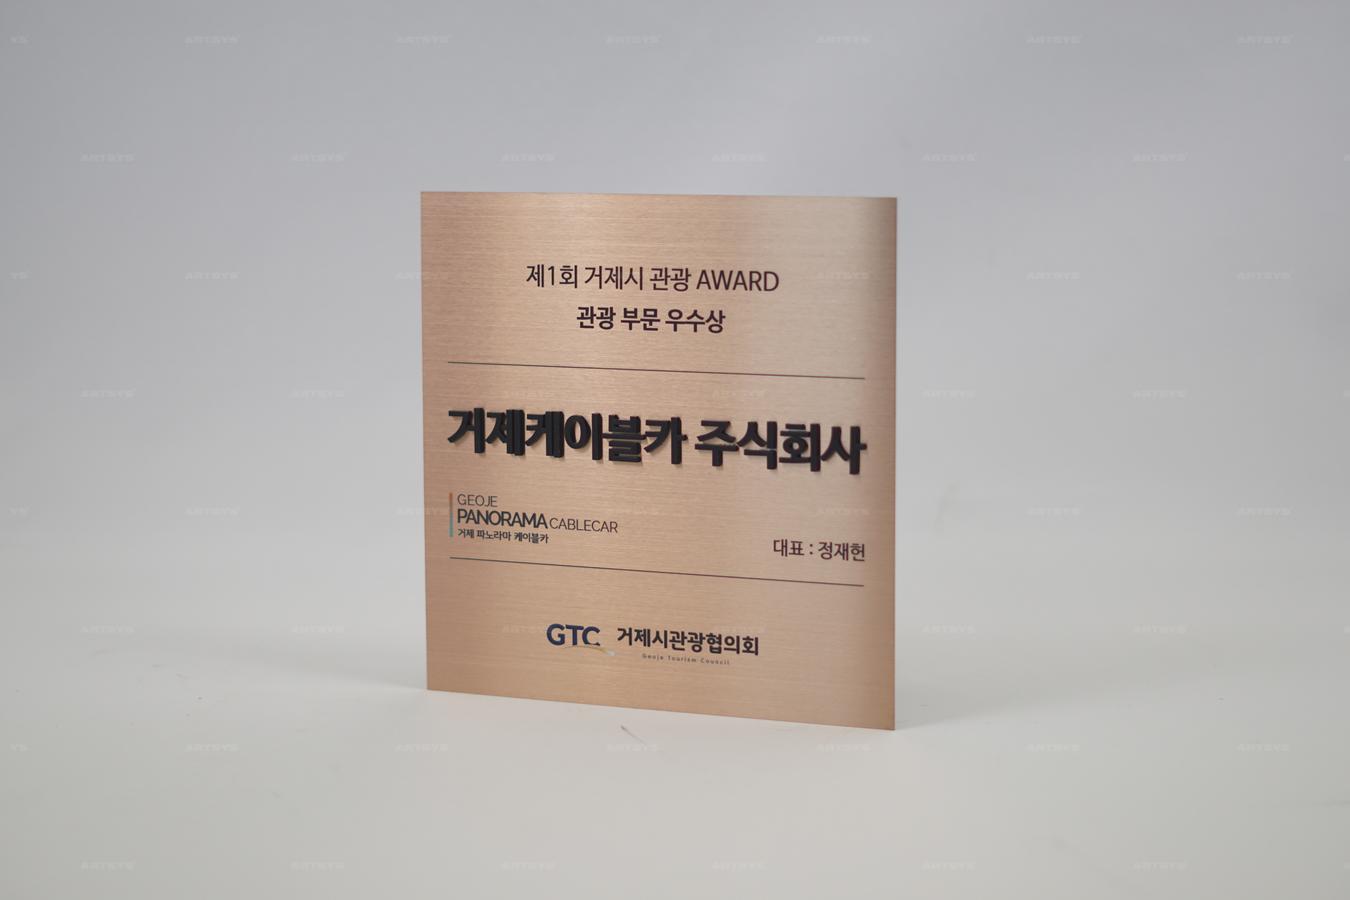 제1회 거제시 관광 AWARD
관광 부문 우수상
거제케이블카 주식회사
GEOJE
PANORAMA CABLECAR
거제 파노라마 케이블카
대표 : 정재헌
GTC 거제시관광협의회
Geoje Tourism Council
ARTSYS